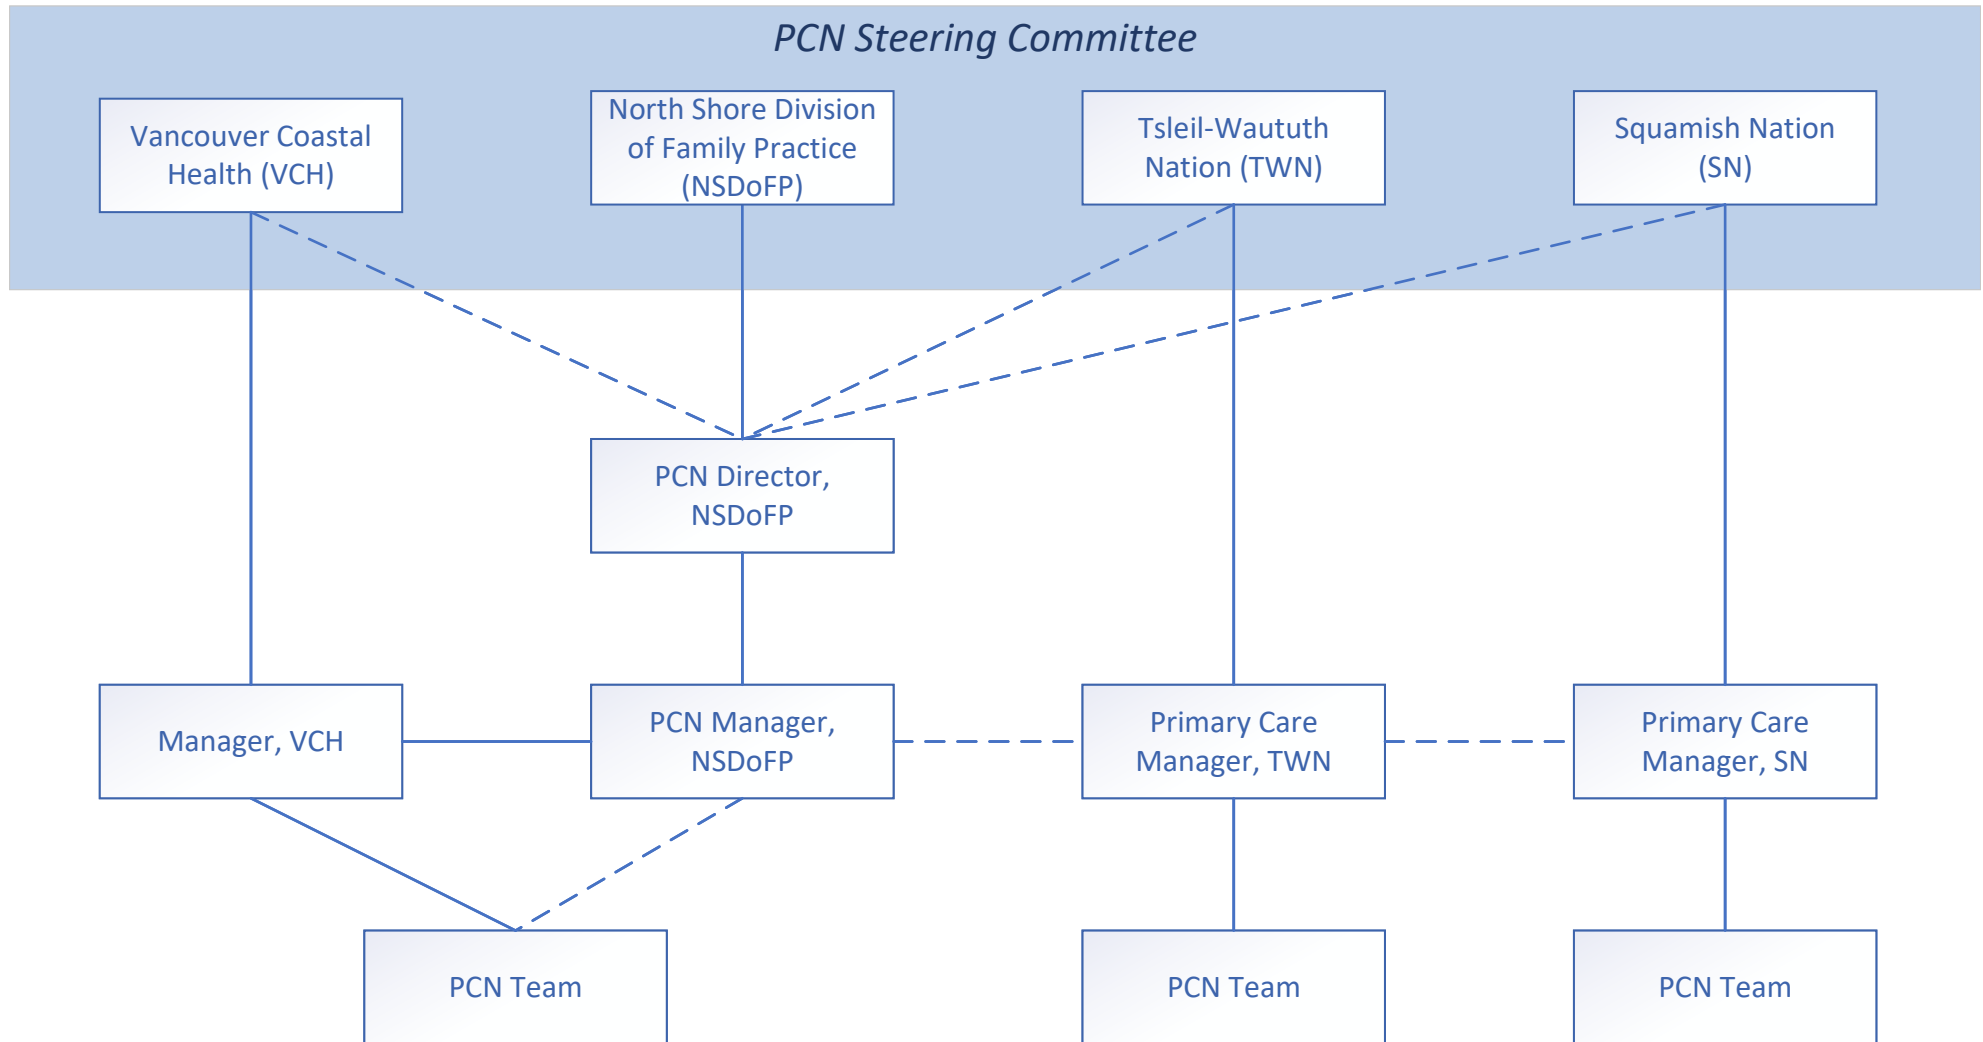 PCN Steering Committee
Vancouver Coastal
Health (VCH)
North Shore Division
of Family Practice
(NSDoFP)
Tsleil-Waututh
Nation (TWN)
Squamish Nation
(SN)
PCN Director,
NSDoFP
Manager, VCH
PCN Manager,
NSDoFP
Primary Care
Manager, TWN
Primary Care
Manager, SN
PCN Team
PCN Team
PCN Team